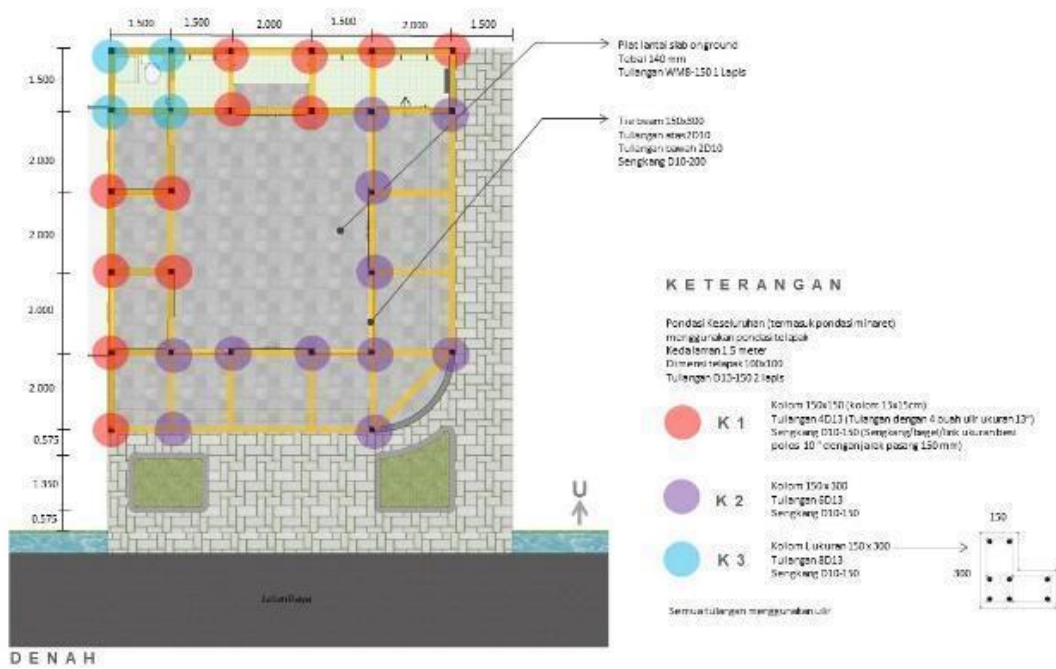 1.500
1.500
2.000
1.500
2.000
1.500
1.500
2.000
2.000
2.000
2.000
0.575
1.350
0.575
Plat lantai slab on ground
Tebal 140 mm
Tulangan WM8-150 1 Lapis
Tie beam 150x300
Tulangan atas 2D10
Tulangan bawah 2D10
Sengkang D10-200
KETERANGAN
Pondasi Keseluruhan (termasuk pondasi minaret)
menggunakan pondasi telapak
Kedalaman 1.5 meter
Dimensi telapak 100x100
Tulangan D13-150 2 lapis
K 1
Kolom 150x150 (kolom 15x15cm)
Tulangan 4D13 (Tulangan dengan 4 buah ulir ukuran 13")
Sengkang D10-150 (Sengkang/begel/link ukuran besi
polos 10 " dengan jarak pasang 150 mm)
K 2
Kolom 150 x 300
Tulangan 6D13
Sengkang D10-150
K 3
Kolom L ukuran 150 x 300
Tulangan 8D13
Sengkang D10-150
150
300
Semua tulangan menggunakan ulir
U
Jalan Raya
DENAH